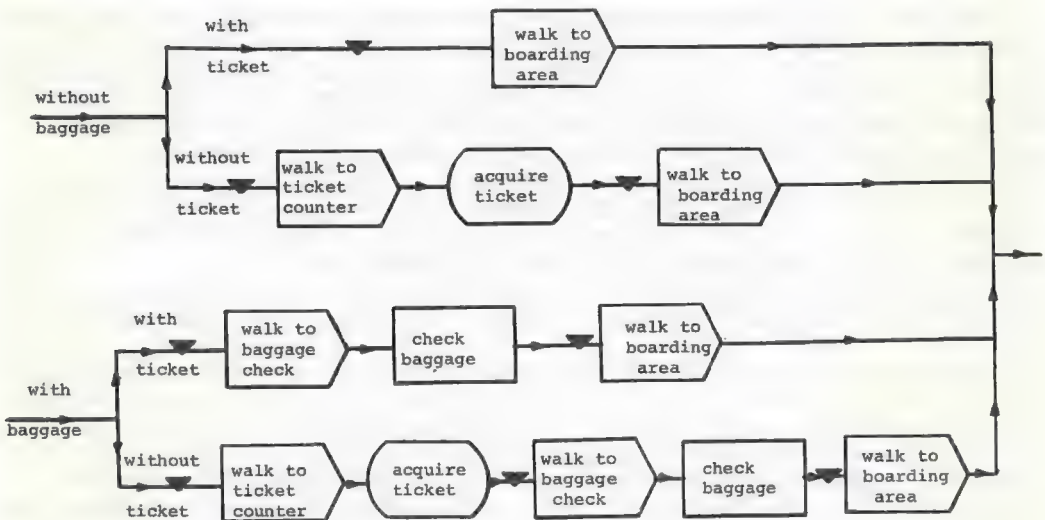 with
ticket
walk to
boarding
area
without
baggage
without
ticket
walk to
ticket
counter
acquire
ticket
walk to
boarding
area
with
ticket
walk to
baggage
check
check
baggage
walk to
boarding
area
with
baggage
without
ticket
walk to
ticket
counter
acquire
ticket
walk to
baggage
check
check
baggage
walk to
boarding
area